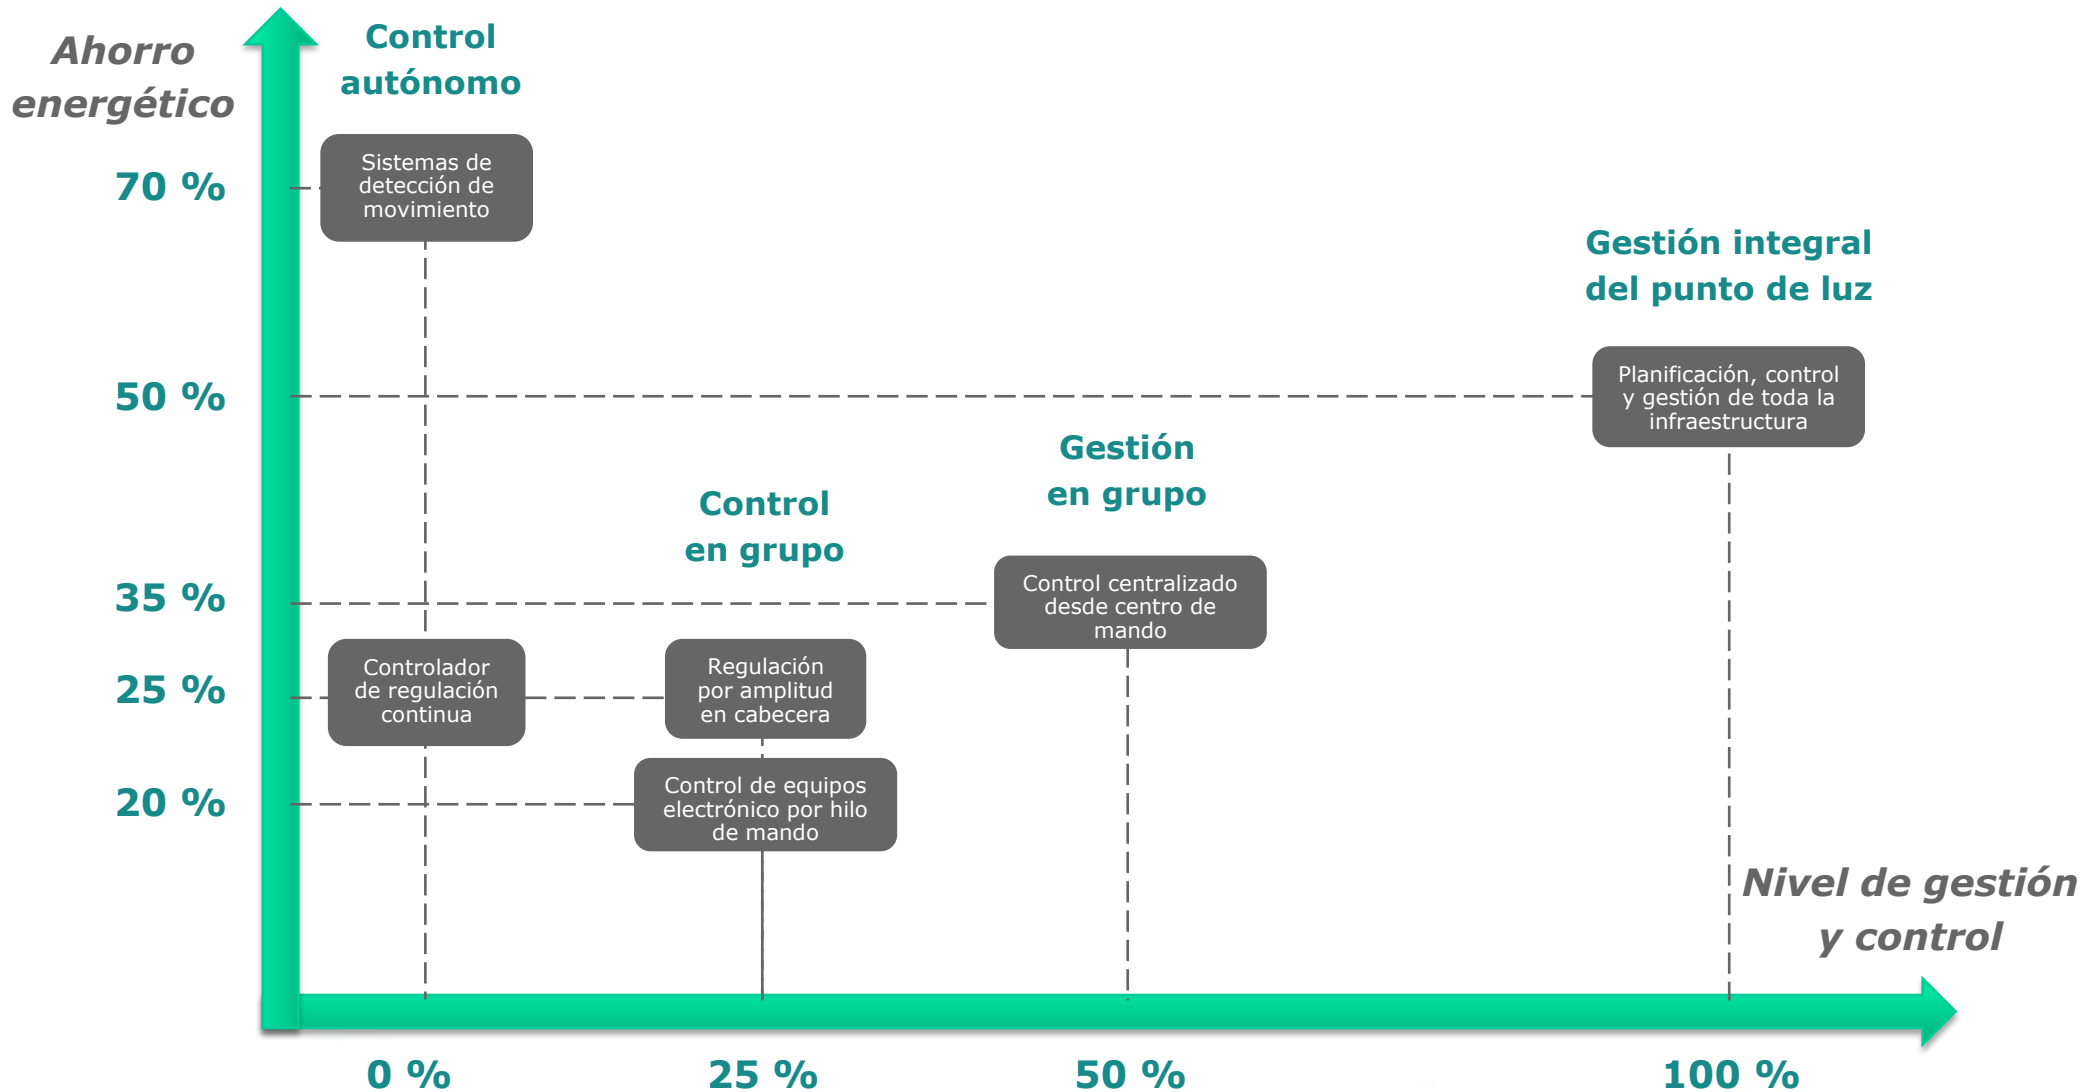 Ahorro
energético
Control
autónomo
70 %
Sistemas de
detección de
movimiento
Gestión integral
del punto de luz
50 %
Planificación, control
y gestión de toda la
infraestructura
Gestión
en grupo
Control
en grupo
35 %
Control centralizado
desde centro de
mando
25 %
Controlador
de regulación
continua
Regulación
por amplitud
en cabecera
20 %
Control de equipos
electrónico por hilo
de mando
Nivel de gestión
y control
0 %
25 %
50 %
100 %